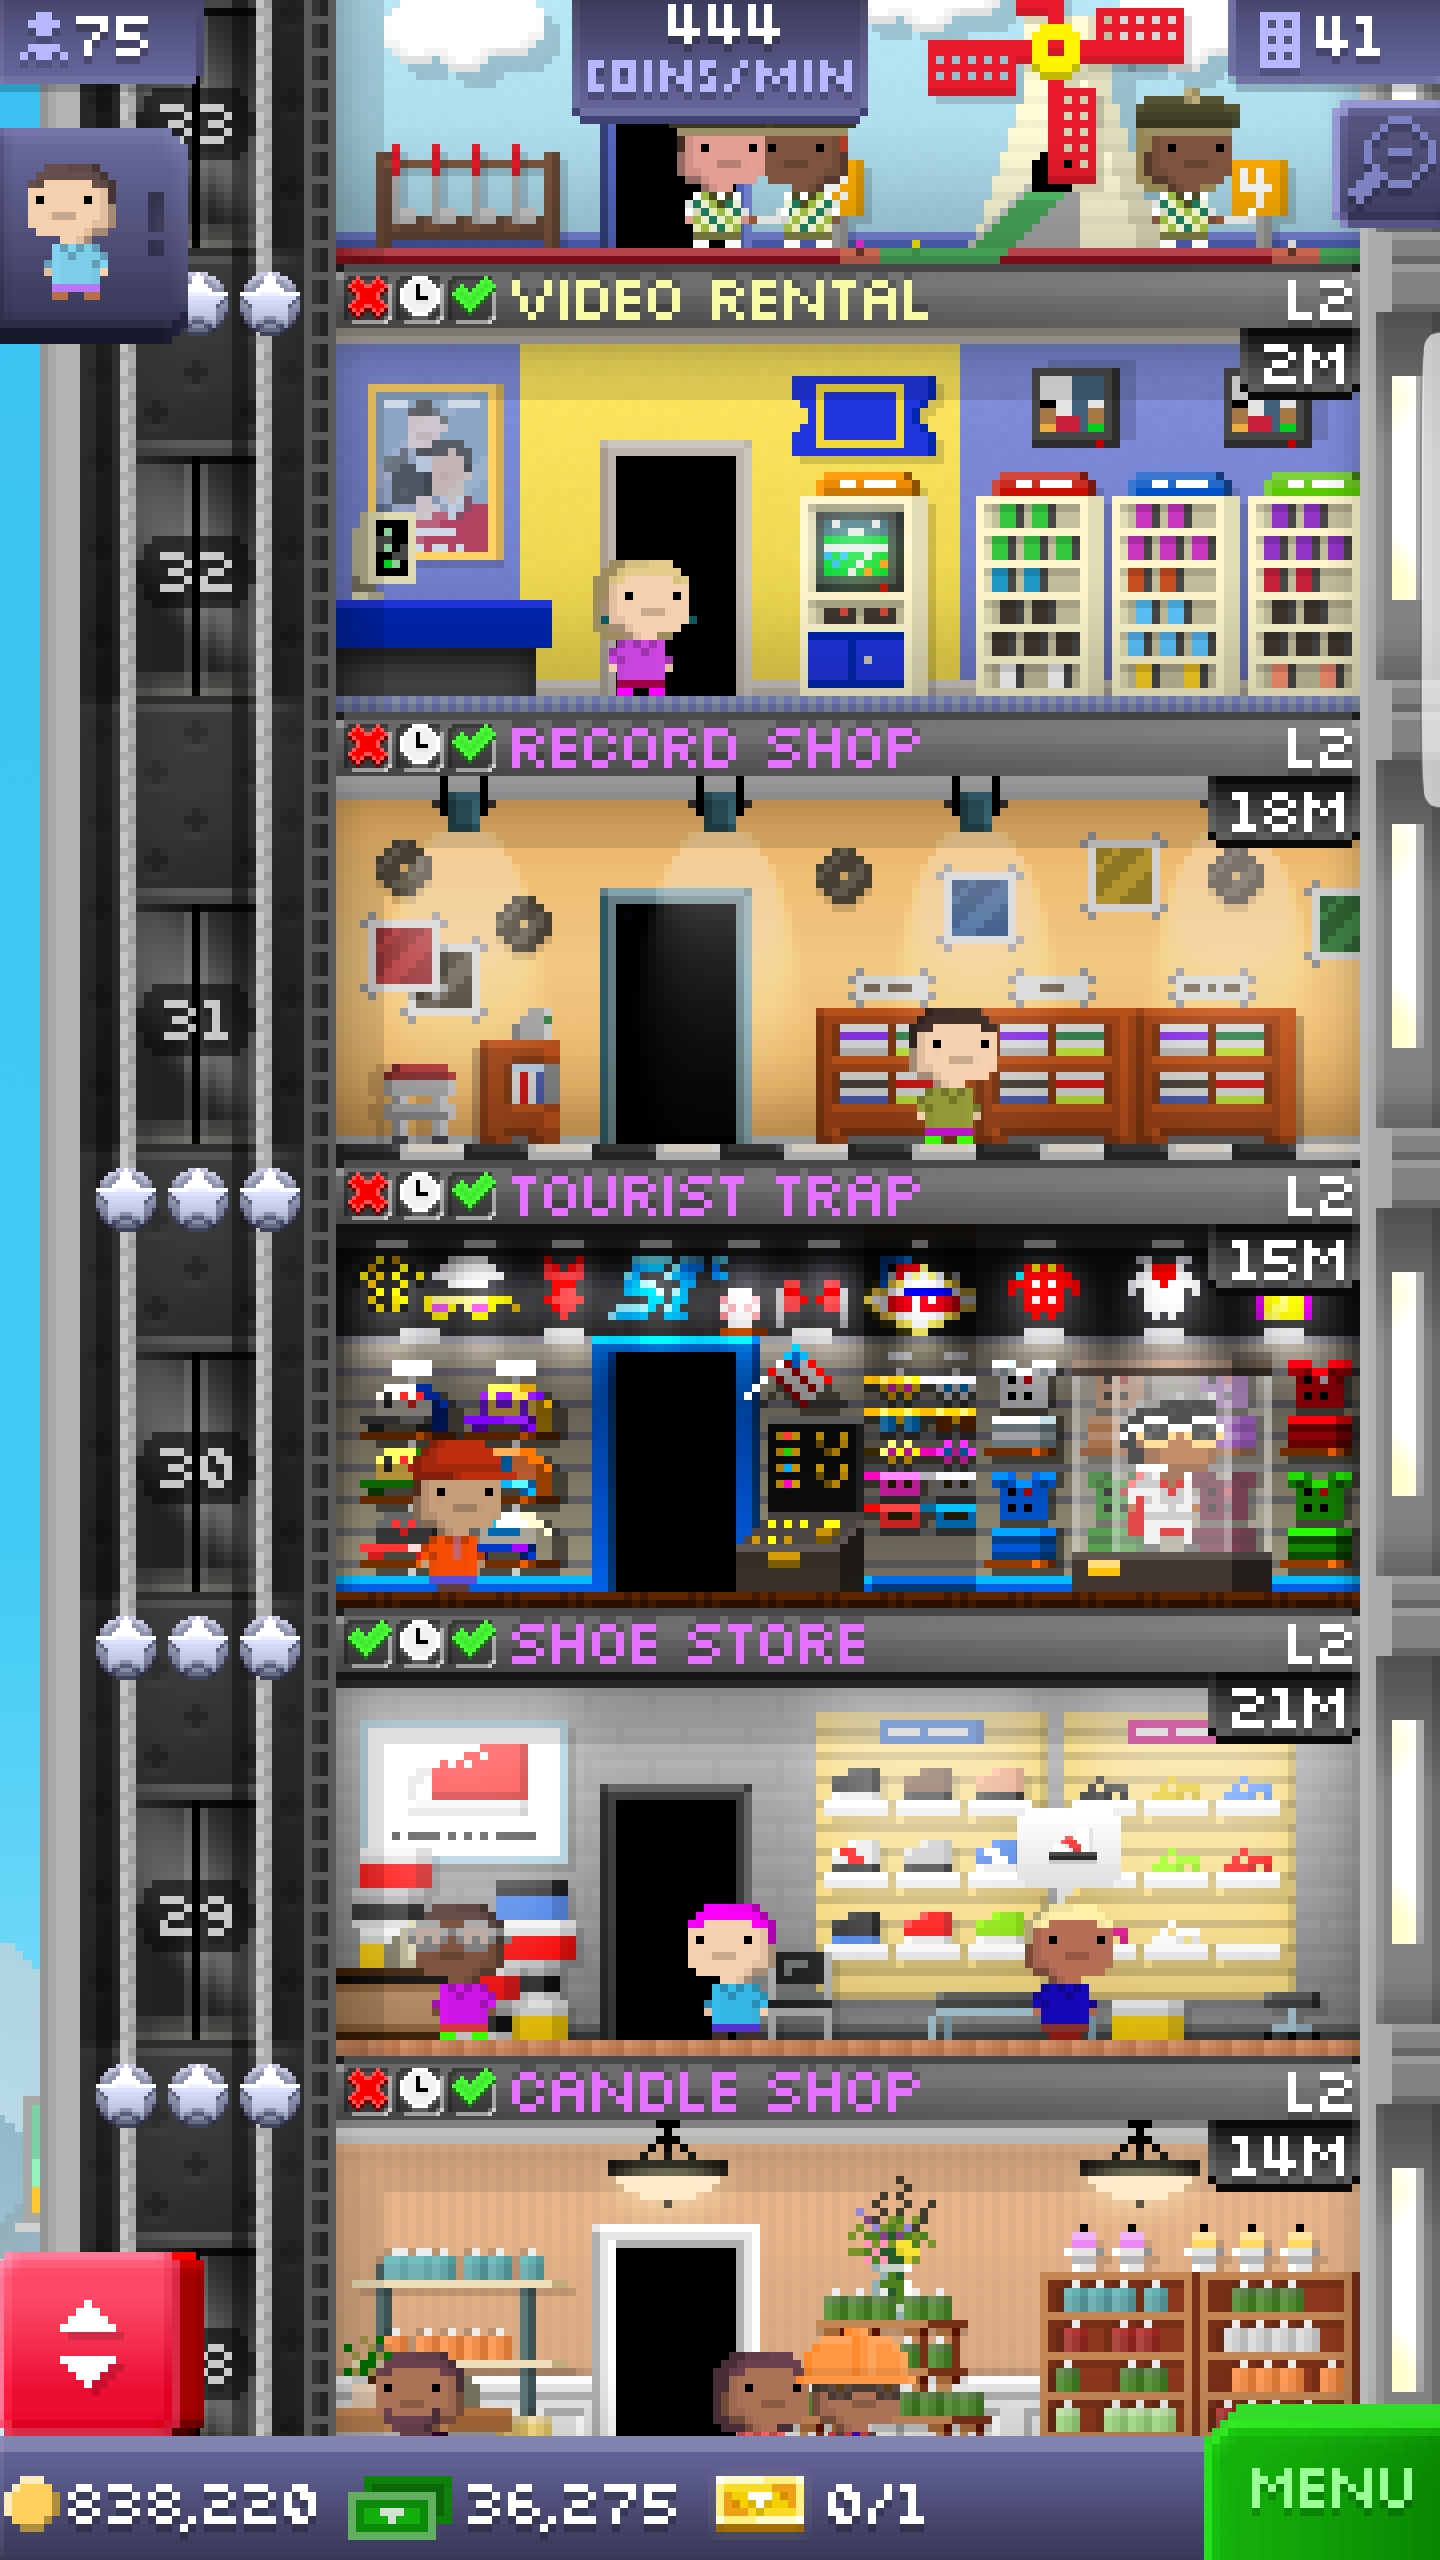 75
444
COINS/MIN
41
33
4
VIDEO RENTAL L2
2M
32
RECORD SHOP L2
18M
31
TOURIST TRAP L2
15M
30
SHOE STORE L2
21M
29
CANDLE SHOP L2
14M
8
838,220 36,275 0/1
MENU